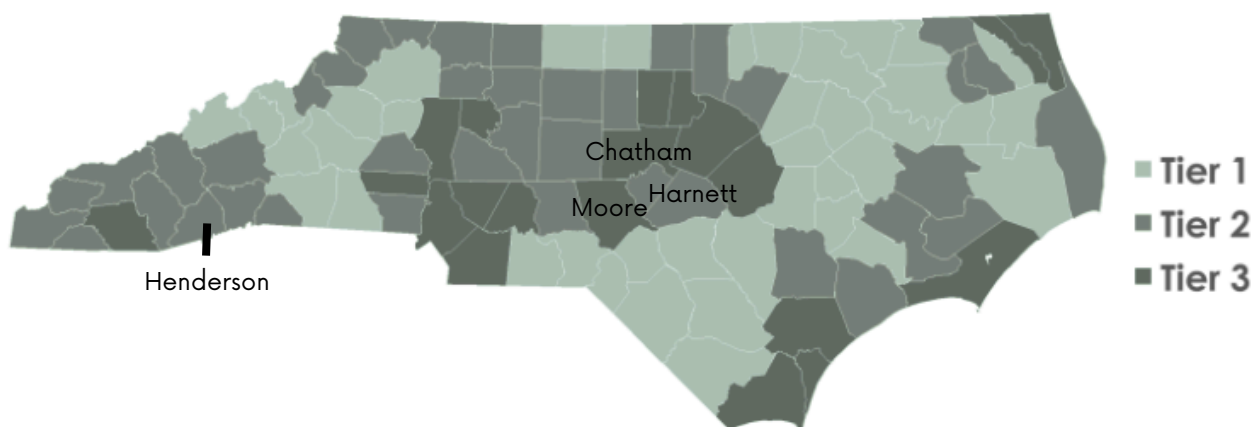 Chatham
Harnett
Moore
Henderson
Tier 1
Tier 2
Tier 3